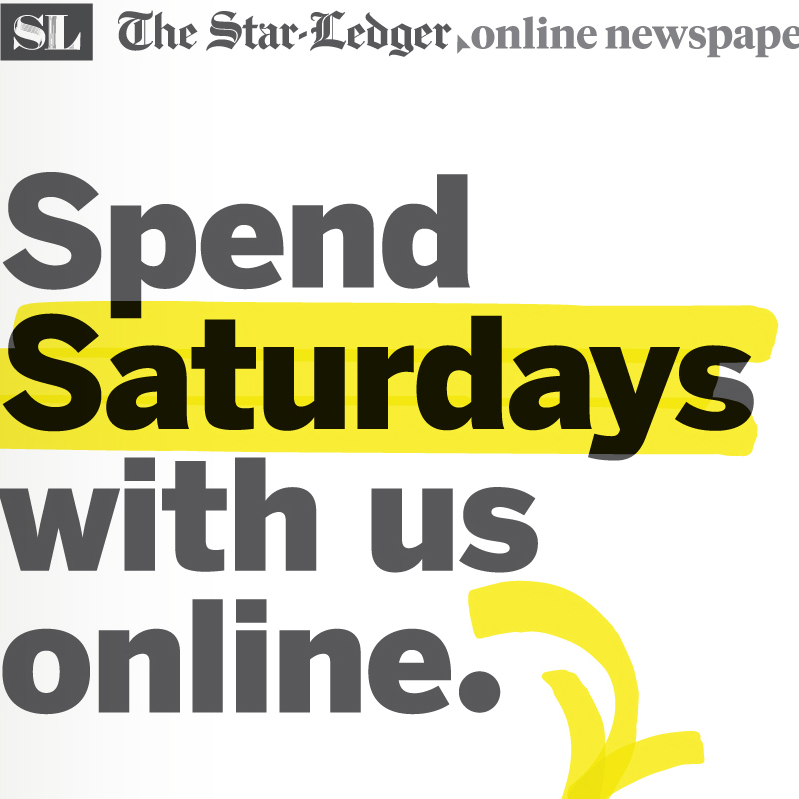 SL The Star-Ledger online newspape
Spend
Saturdays
with us
online.